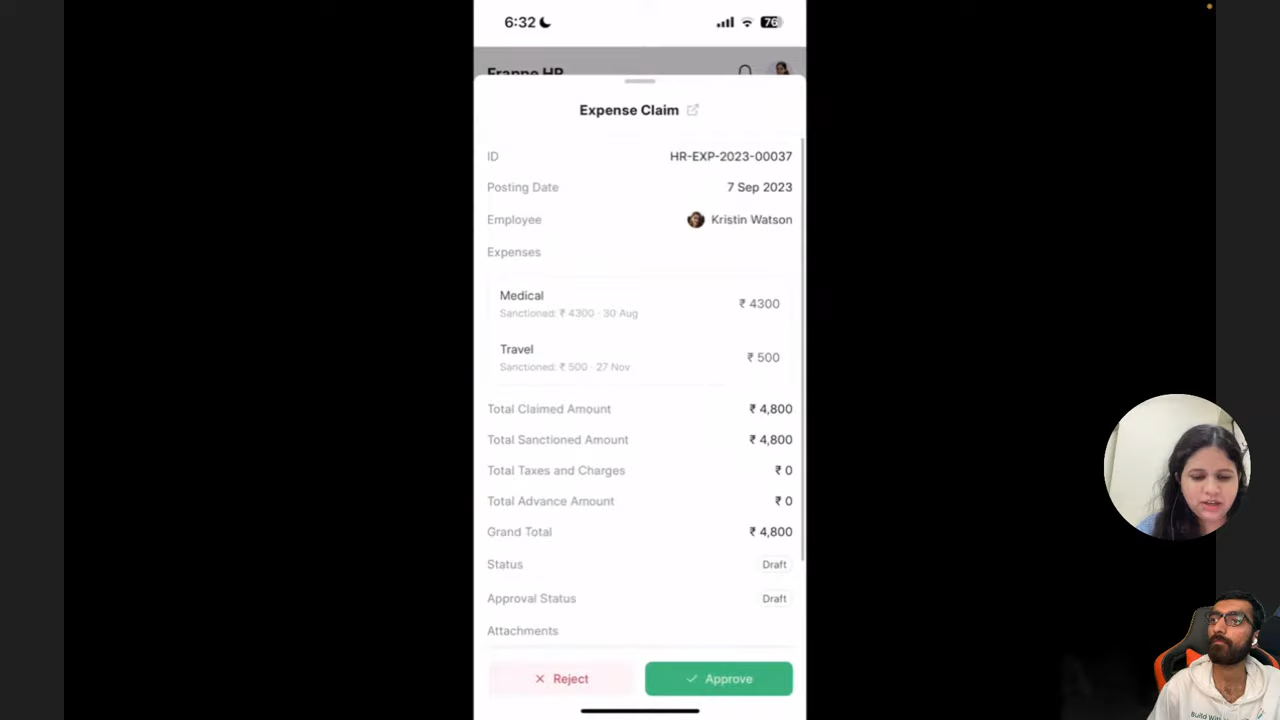 6:32
76
Frappe HR
Expense Claim
ID HR-EXP-2023-00037
Posting Date 7 Sep 2023
Employee Kristin Watson
Expenses
Medical ₹ 4300
Sanctioned: ₹ 4300 · 30 Aug
Travel ₹ 500
Sanctioned: ₹ 500 · 27 Nov
Total Claimed Amount ₹ 4,800
Total Sanctioned Amount ₹ 4,800
Total Taxes and Charges ₹ 0
Total Advance Amount ₹ 0
Grand Total ₹ 4,800
Status Draft
Approval Status Draft
Attachments
Reject Approve
Build